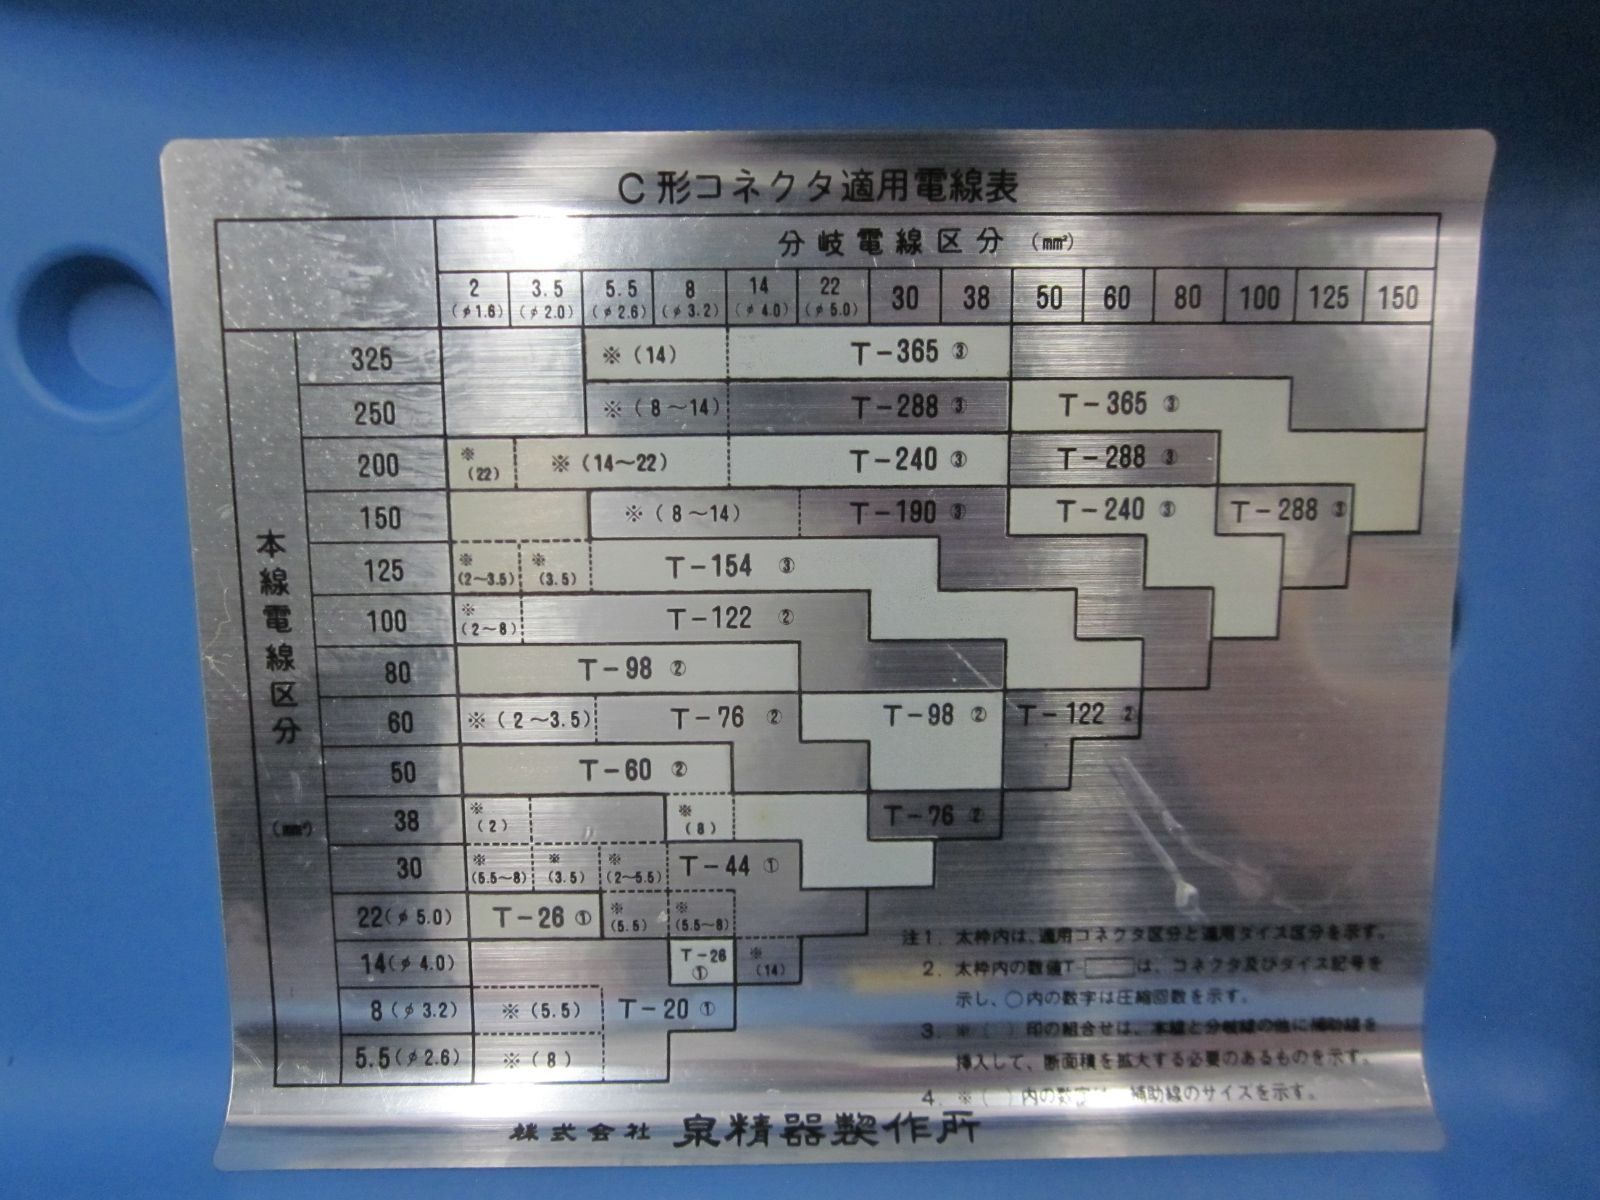 C形コネクタ適用電線表
分岐電線区分 (mm²)
2 3.5 5.5 8 14 22 30 38 50 60 80 100 125 150
(φ1.6) (φ2.0) (φ2.6) (φ3.2) (φ4.0) (φ5.0)
本線電線区分 (mm²)
325 ※(14) T-365 ③
250 ※(8~14) T-288 ③ T-365 ③
200 ※(22) ※(14~22) T-240 ③ T-288 ③
150 ※(8~14) T-190 ③ T-240 ③ T-288 ③
125 ※(2~3.5) ※(3.5) T-154 ③
100 ※(2~8) T-122 ②
80 T-98 ②
60 ※(2~3.5) T-76 ② T-98 ② T-122 ②
50 T-60 ②
38 ※(2) ※(8) T-76 ②
30 ※(5.5~8) ※(3.5) ※(2~5.5) T-44 ①
22(φ5.0) T-26 ① ※(5.5) ※(5.5~8)
14(φ4.0) T-26 ① ※(14)
8(φ3.2) ※(5.5) T-20 ①
5.5(φ2.6) ※(8)
注1. 太枠内は、適用コネクタ区分と適用ダイス区分を示す。
2. 太枠内の数値T-□は、コネクタ及びダイス記号を
示し、○内の数字は圧縮回数を示す。
3. ※( )印の組合せは、本線と分岐線の他に補助線を
挿入して、断面積を拡大する必要のあるものを示す。
4. ※( )内の数字は、補助線のサイズを示す。
株式会社 泉精器製作所